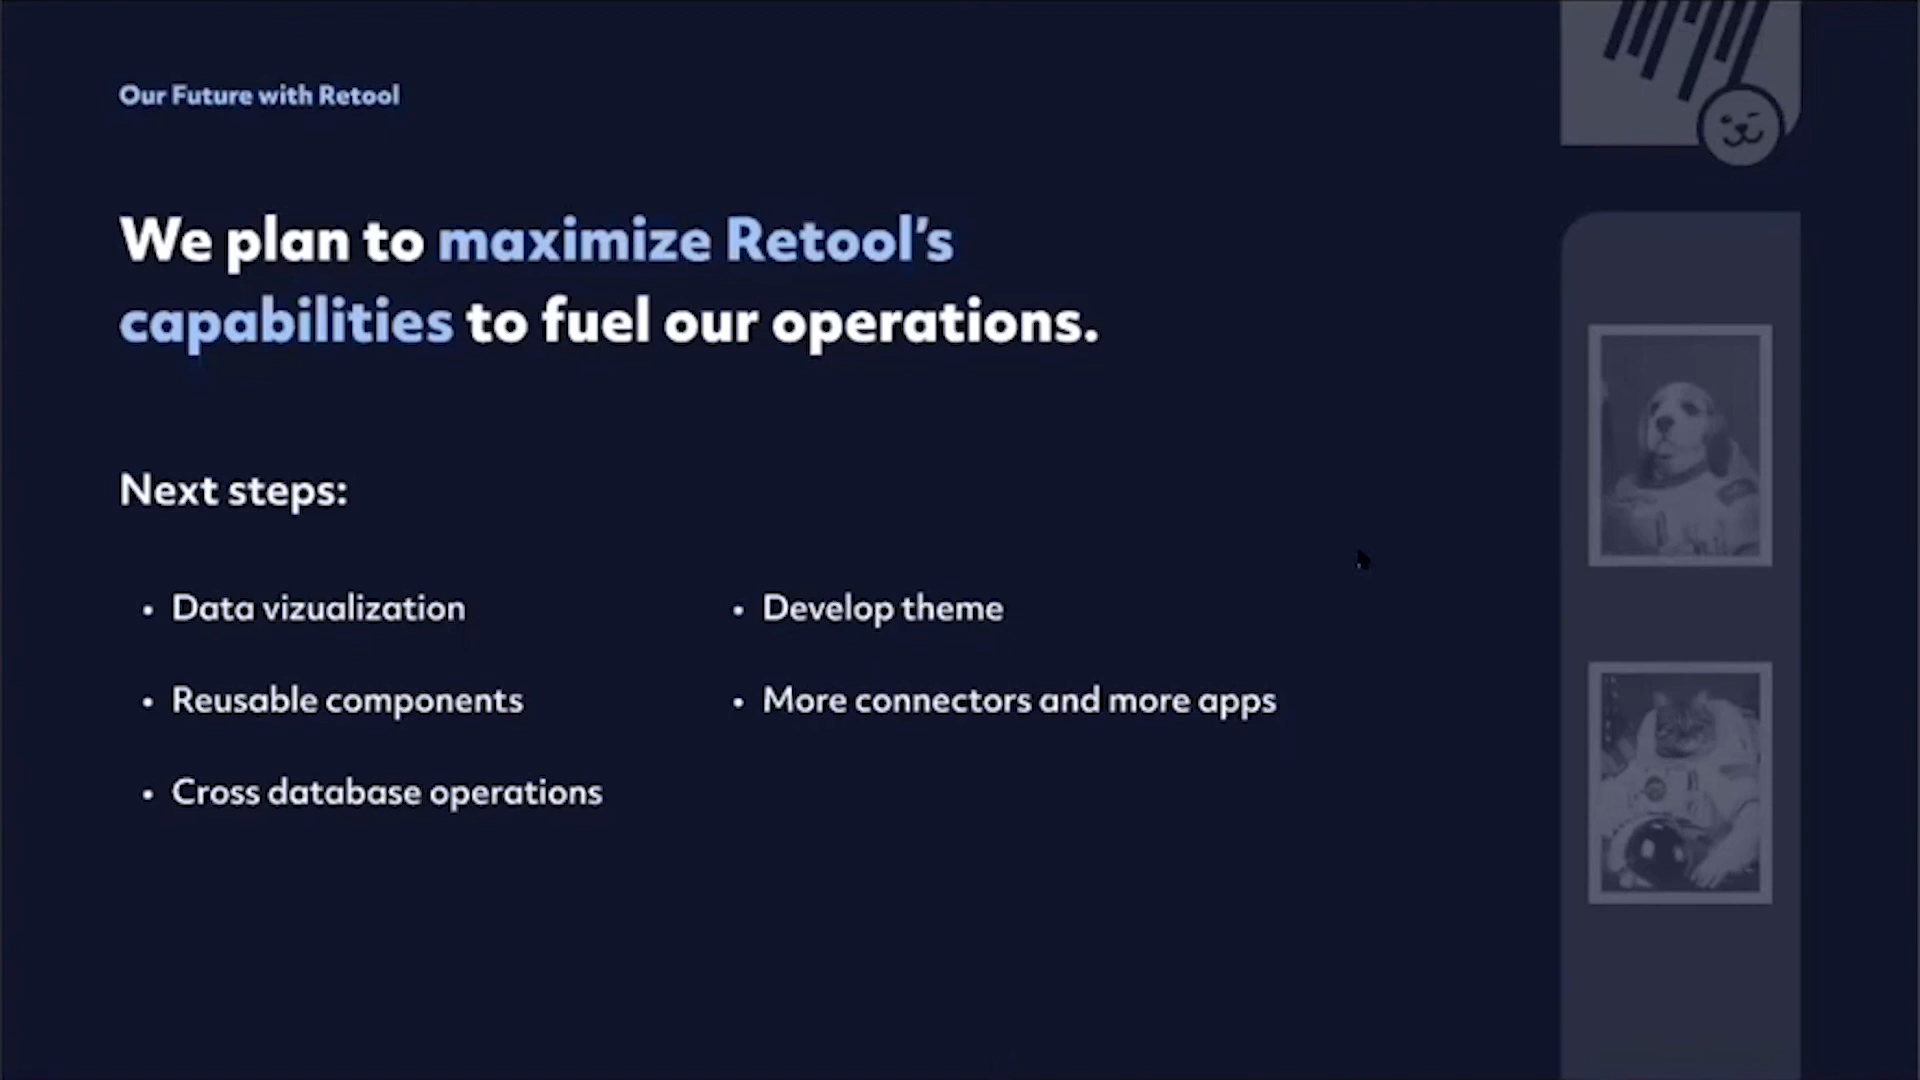 Our Future with Retool
We plan to maximize Retool’s
capabilities to fuel our operations.
Next steps:
• Data vizualization
• Reusable components
• Cross database operations
• Develop theme
• More connectors and more apps